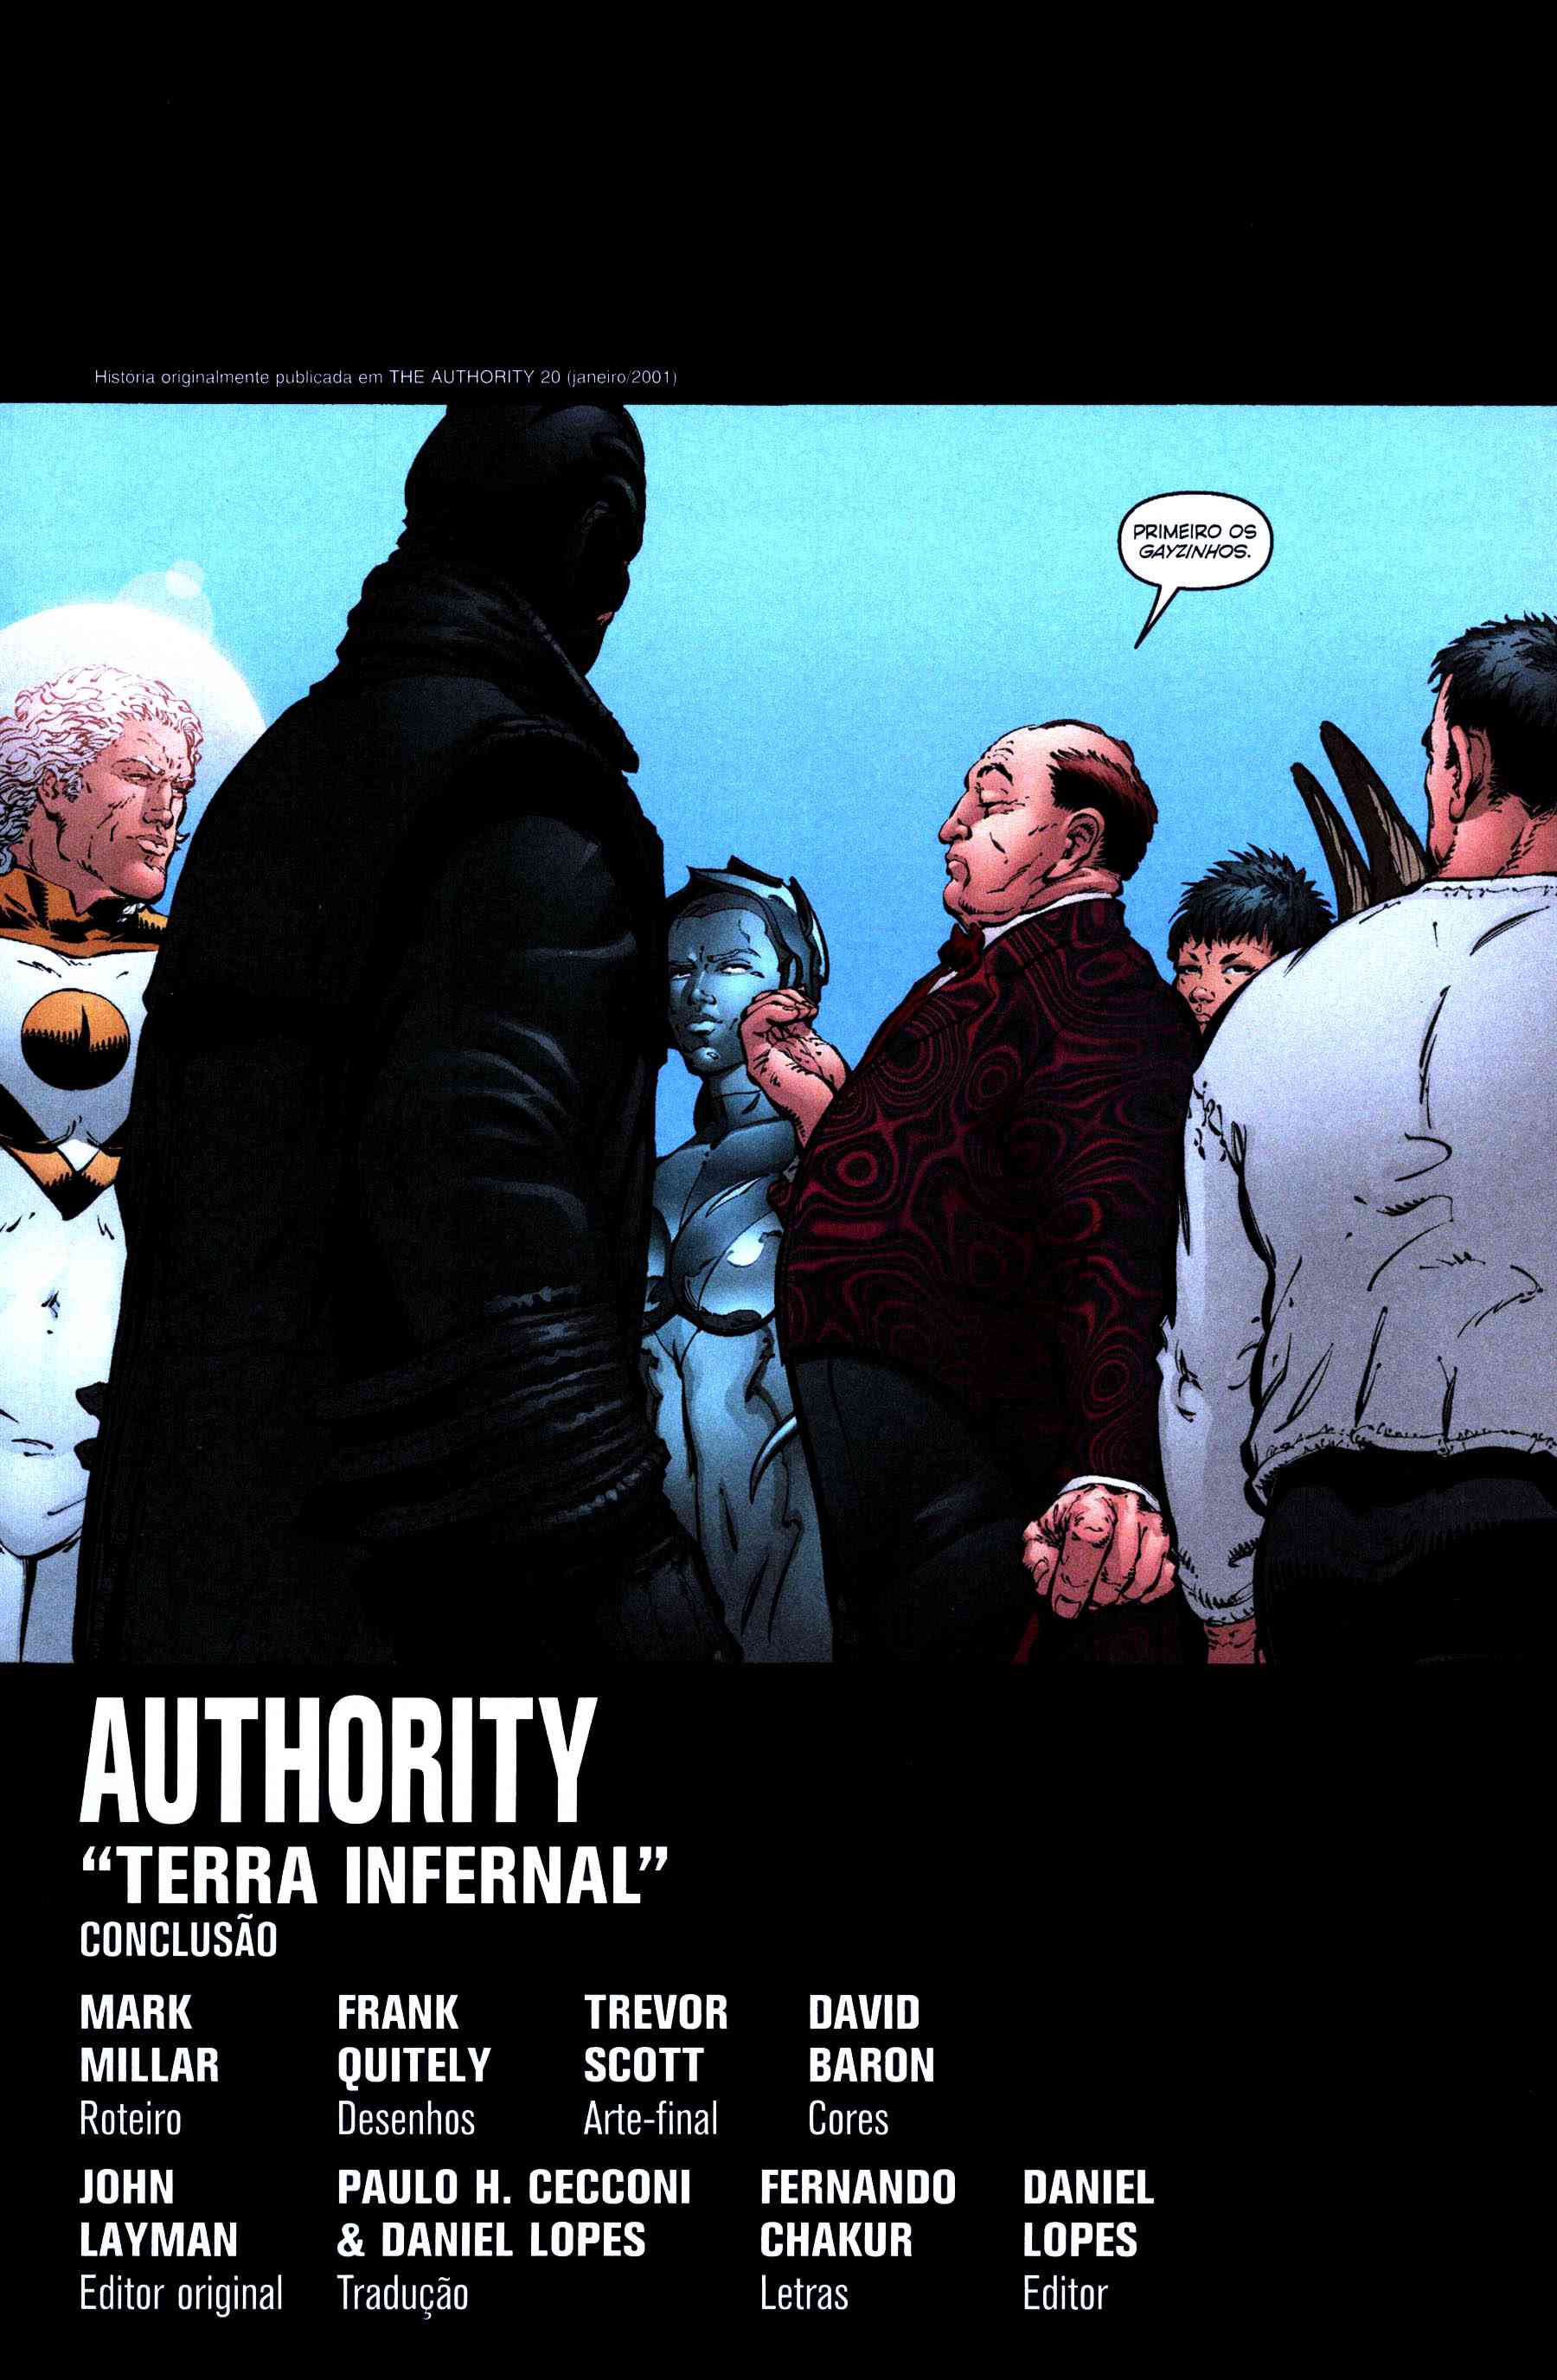 História originalmente publicada em THE AUTHORITY 20 (janeiro/2001)
PRIMEIRO OS
GAYZINHOS.
AUTHORITY
“TERRA INFERNAL”
CONCLUSÃO
MARK
MILLAR
Roteiro
FRANK
QUITELY
Desenhos
TREVOR
SCOTT
Arte-final
DAVID
BARON
Cores
JOHN
LAYMAN
Editor original
PAULO H. CECCONI
& DANIEL LOPES
Tradução
FERNANDO
CHAKUR
Letras
DANIEL
LOPES
Editor